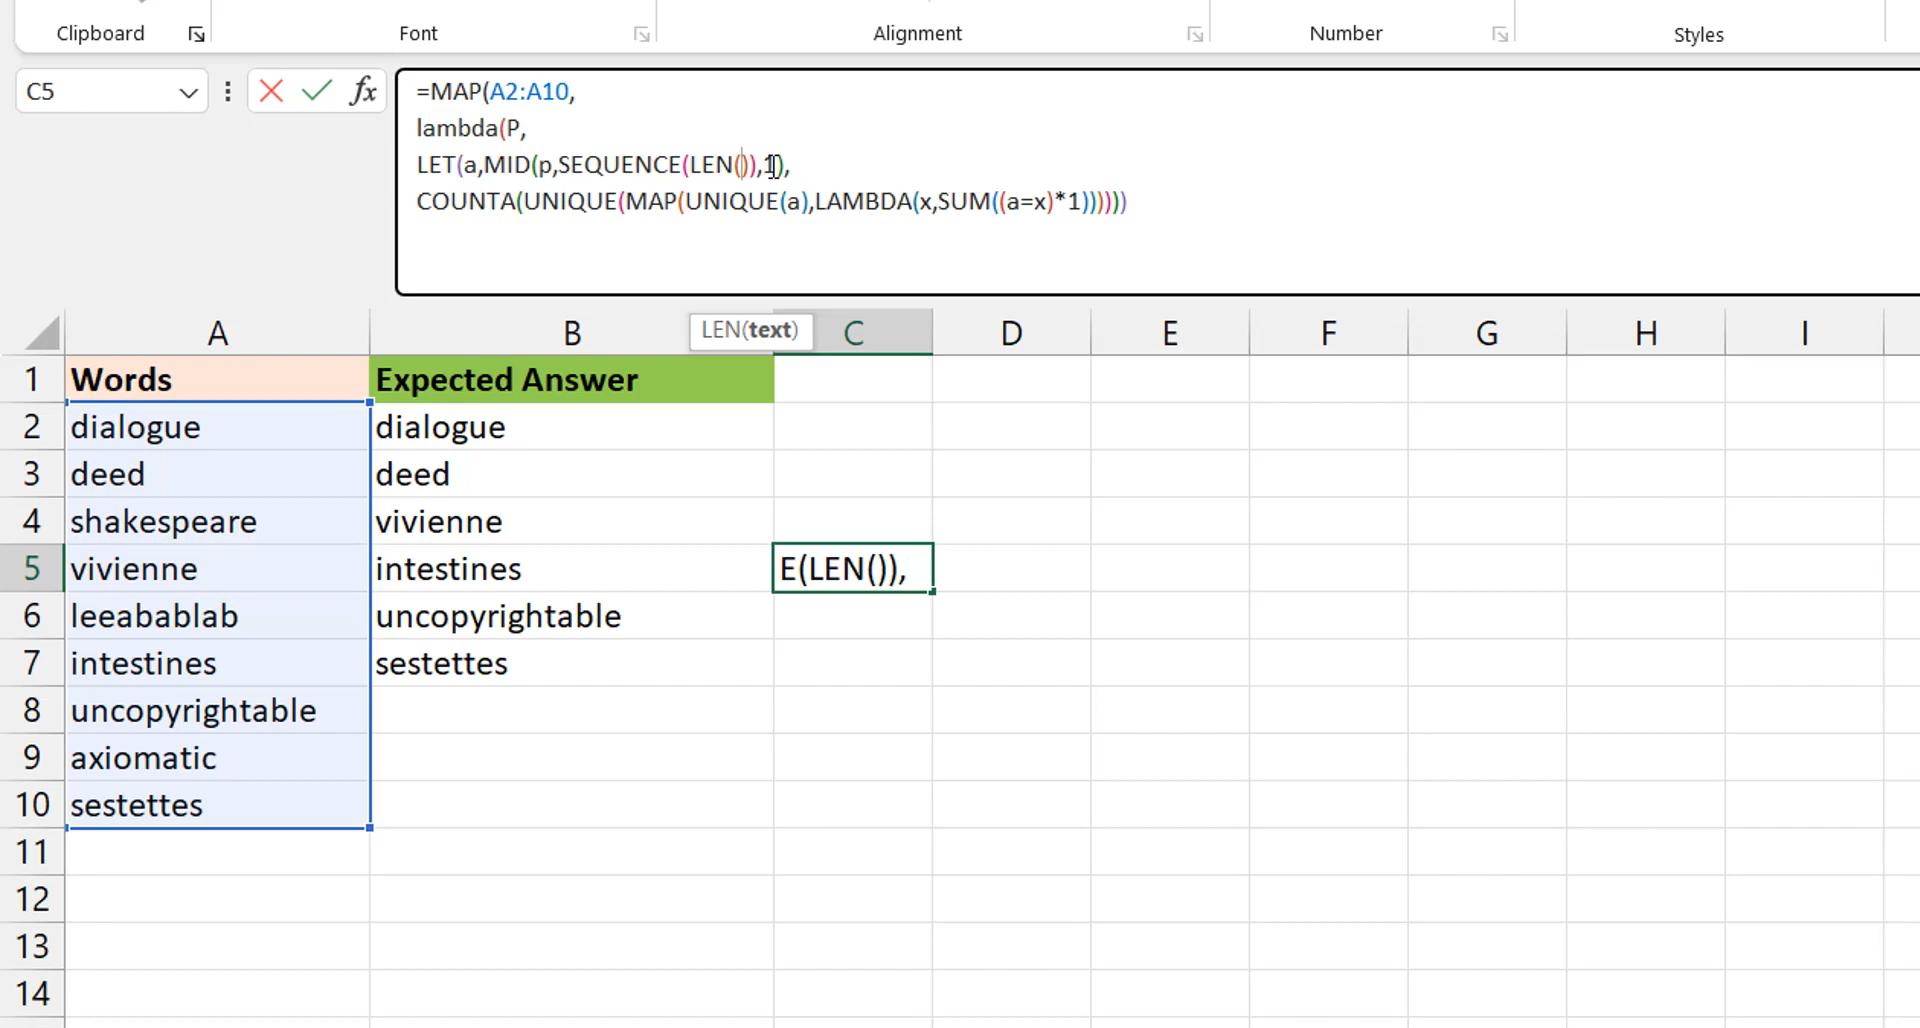 Clipboard Font Alignment Number Styles
C5 fx =MAP(A2:A10,
lambda(P,
LET(a,MID(p,SEQUENCE(LEN()),1),
COUNTA(UNIQUE(MAP(UNIQUE(a),LAMBDA(x,SUM((a=x)*1))))))
LEN(text)
A B C D E F G H I
1 Words Expected Answer
2 dialogue dialogue
3 deed deed
4 shakespeare vivienne
5 vivienne intestines E(LEN()),
6 leeabablab uncopyrightable
7 intestines sestettes
8 uncopyrightable
9 axiomatic
10 sestettes
11
12
13
14